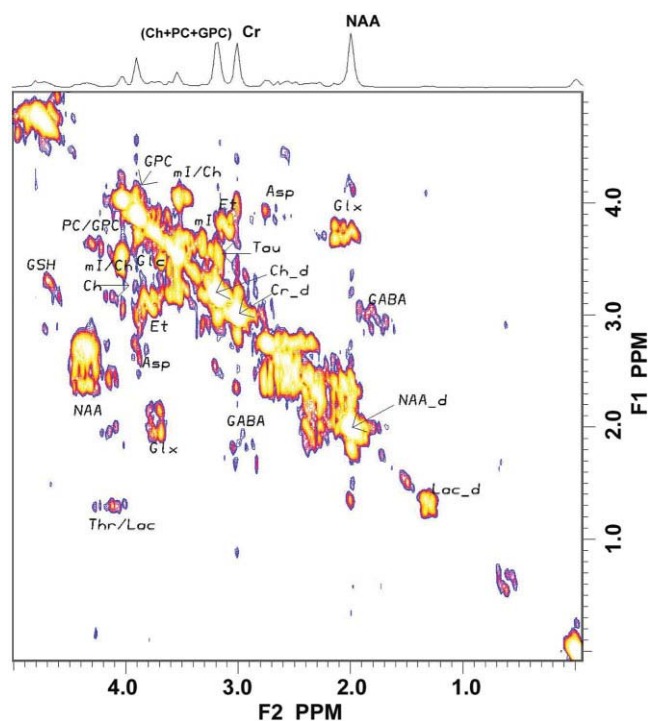 (Ch+PC+GPC) Cr NAA
GPC
mI/Ch
Asp
Et
Glx
4.0
PC/GPC
mI
GSH
mI/Ch
Glc
Tau
Ch
Ch_d
Cr_d
GABA
3.0
Et
Asp
NAA
GABA
NAA_d
2.0
Glx
Lac_d
Thr/Lac
1.0
F1 PPM
4.0 3.0 2.0 1.0
F2 PPM